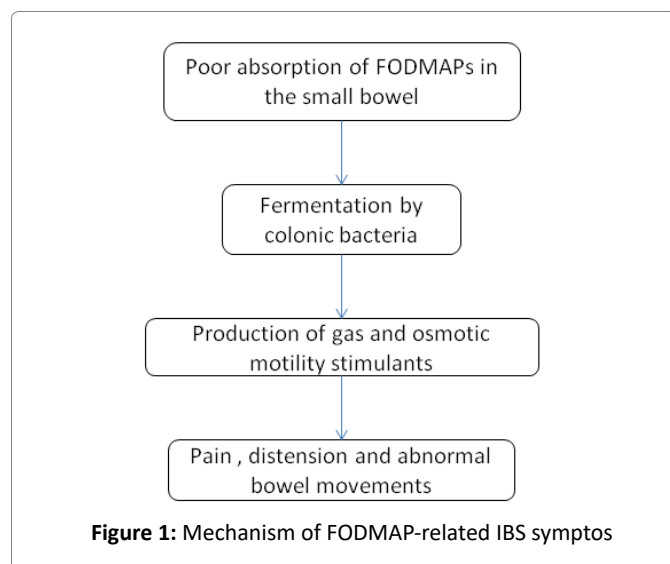 Poor absorption of FODMAPs in
the small bowel
Fermentation by
colonic bacteria
Production of gas and osmotic
motility stimulants
Pain , distension and abnormal
bowel movements
Figure 1: Mechanism of FODMAP-related IBS symptos